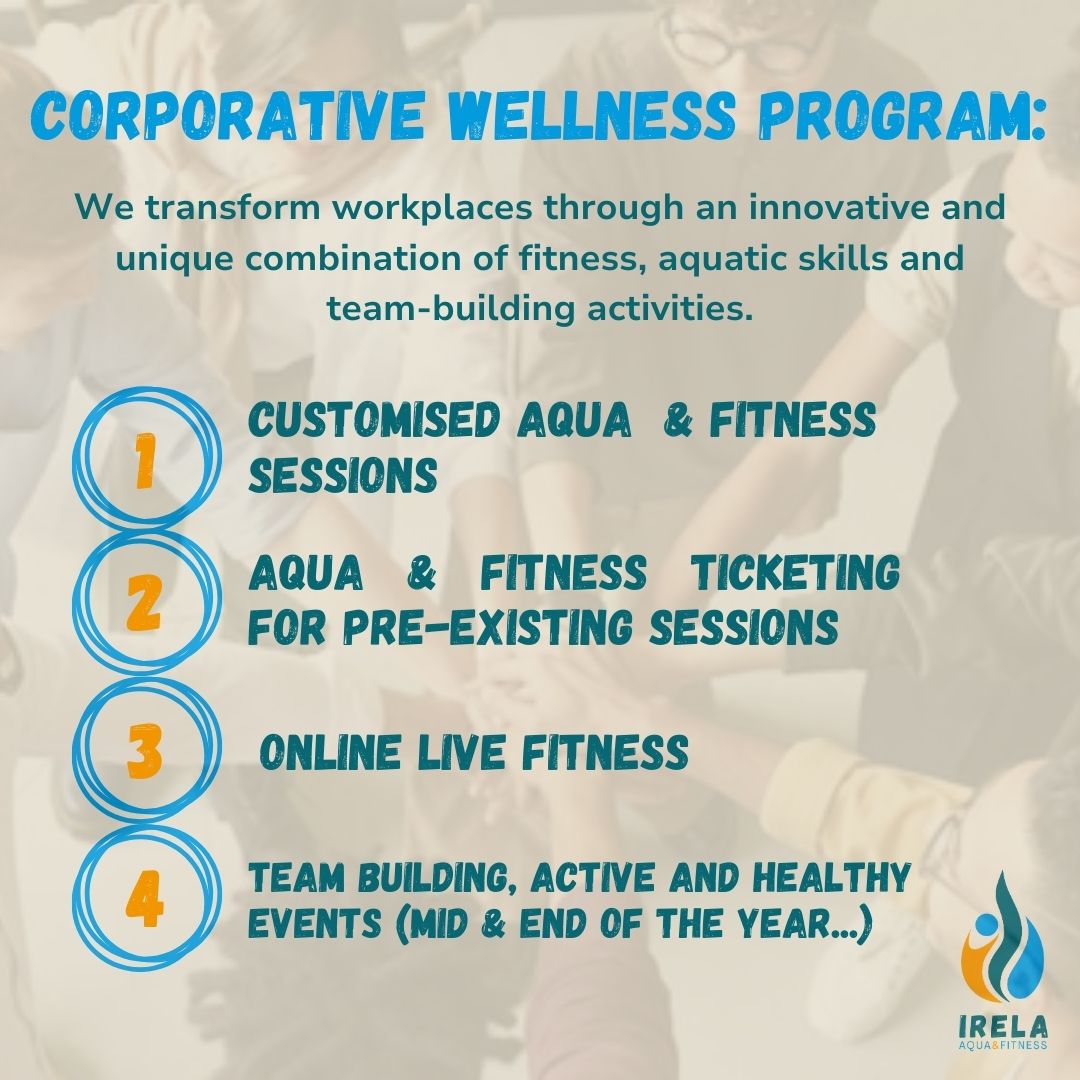 CORPORATIVE WELLNESS PROGRAM:
We transform workplaces through an innovative and
unique combination of fitness, aquatic skills and
team-building activities.
1
CUSTOMISED AQUA & FITNESS
SESSIONS
2
AQUA & FITNESS TICKETING
FOR PRE-EXISTING SESSIONS
3
ONLINE LIVE FITNESS
4
TEAM BUILDING, ACTIVE AND HEALTHY
EVENTS (MID & END OF THE YEAR...)
IRELA
AQUA&FITNESS